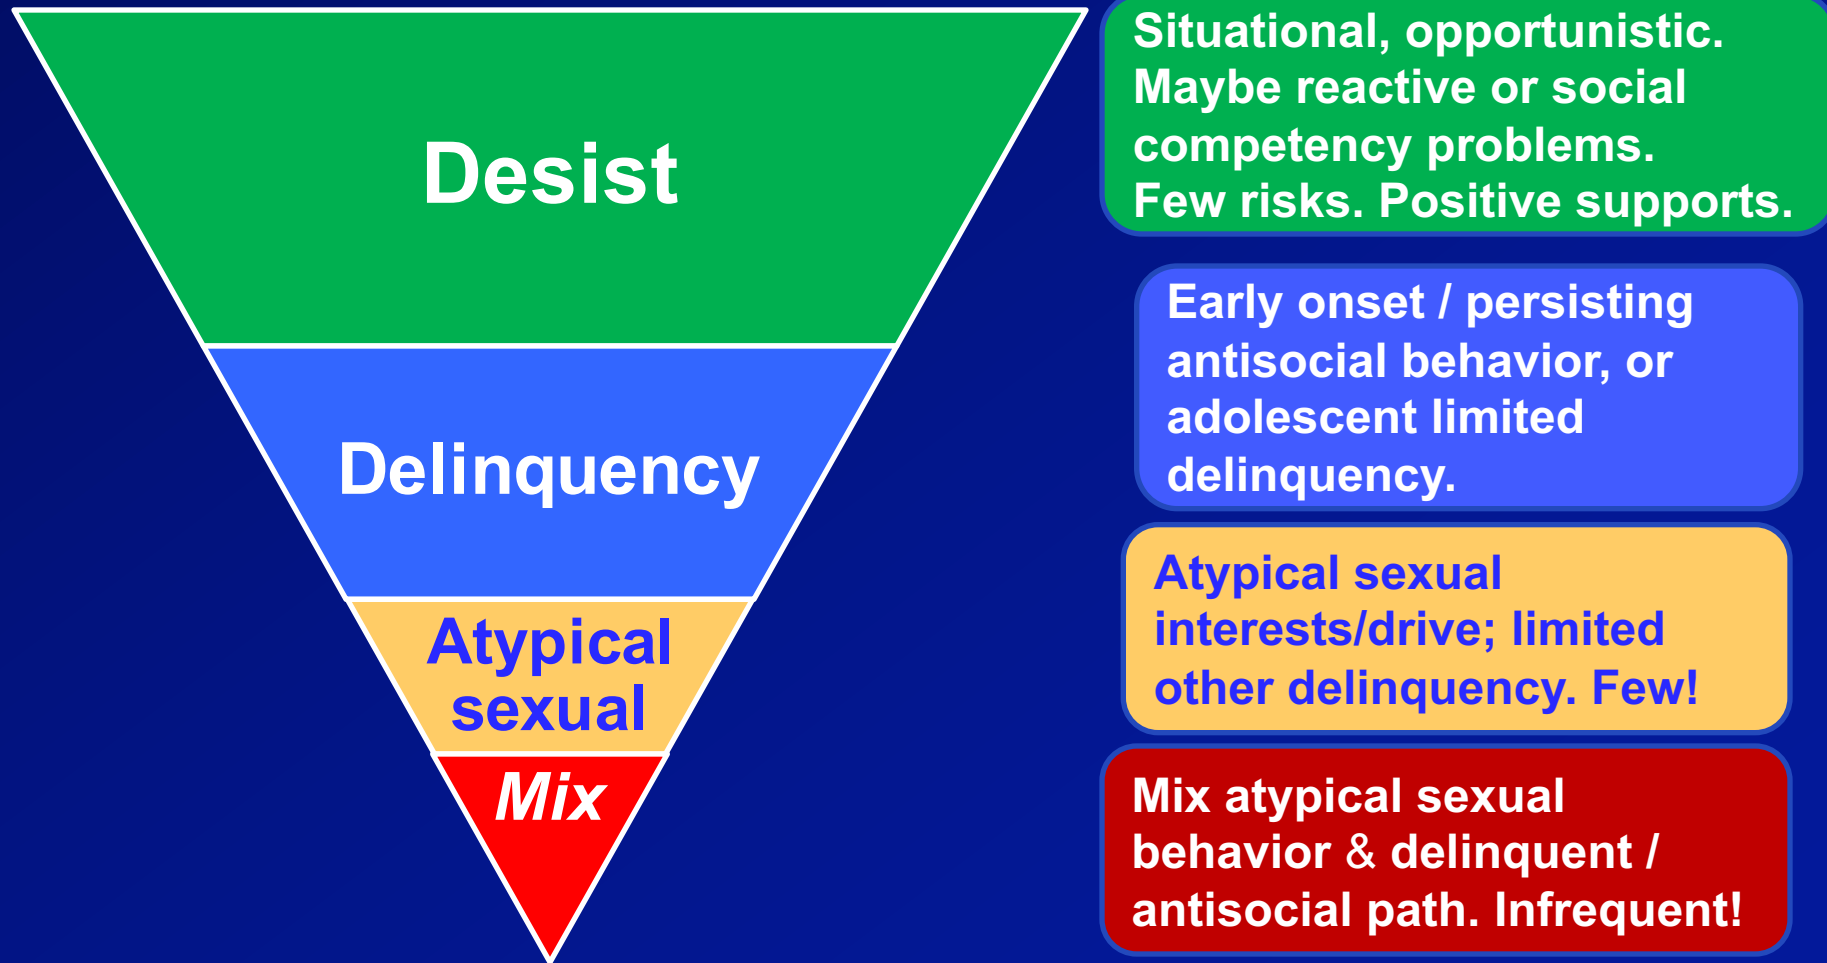 Desist
Situational, opportunistic.
Maybe reactive or social
competency problems.
Few risks. Positive supports.
Delinquency
Early onset / persisting
antisocial behavior, or
adolescent limited
delinquency.
Atypical
sexual
Atypical sexual
interests/drive; limited
other delinquency. Few!
Mix
Mix atypical sexual
behavior & delinquent /
antisocial path. Infrequent!